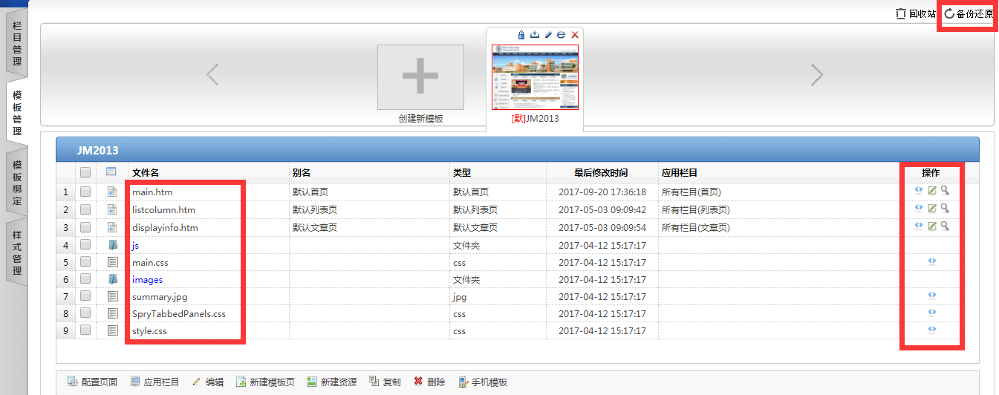 回收站 备份还原
栏目管理
模板管理
模板绑定
样式管理
创建新模板
[默]JM2013
JM2013
文件名 别名 类型 最后修改时间 应用栏目 操作
1 main.htm 默认首页 默认首页 2017-09-20 17:36:18 所有栏目(首页)
2 listcolumn.htm 默认列表页 默认列表页 2017-05-03 09:09:42 所有栏目(列表页)
3 displayinfo.htm 默认文章页 默认文章页 2017-05-03 09:09:54 所有栏目(文章页)
4 js 文件夹 2017-04-12 15:17:17
5 main.css css 2017-04-12 15:17:17
6 images 文件夹 2017-04-12 15:17:17
7 summary.jpg jpg 2017-04-12 15:17:17
8 SpryTabbedPanels.css css 2017-04-12 15:17:17
9 style.css css 2017-04-12 15:17:17
配置页面 应用栏目 编辑 新建模板页 新建资源 复制 删除 手机模板